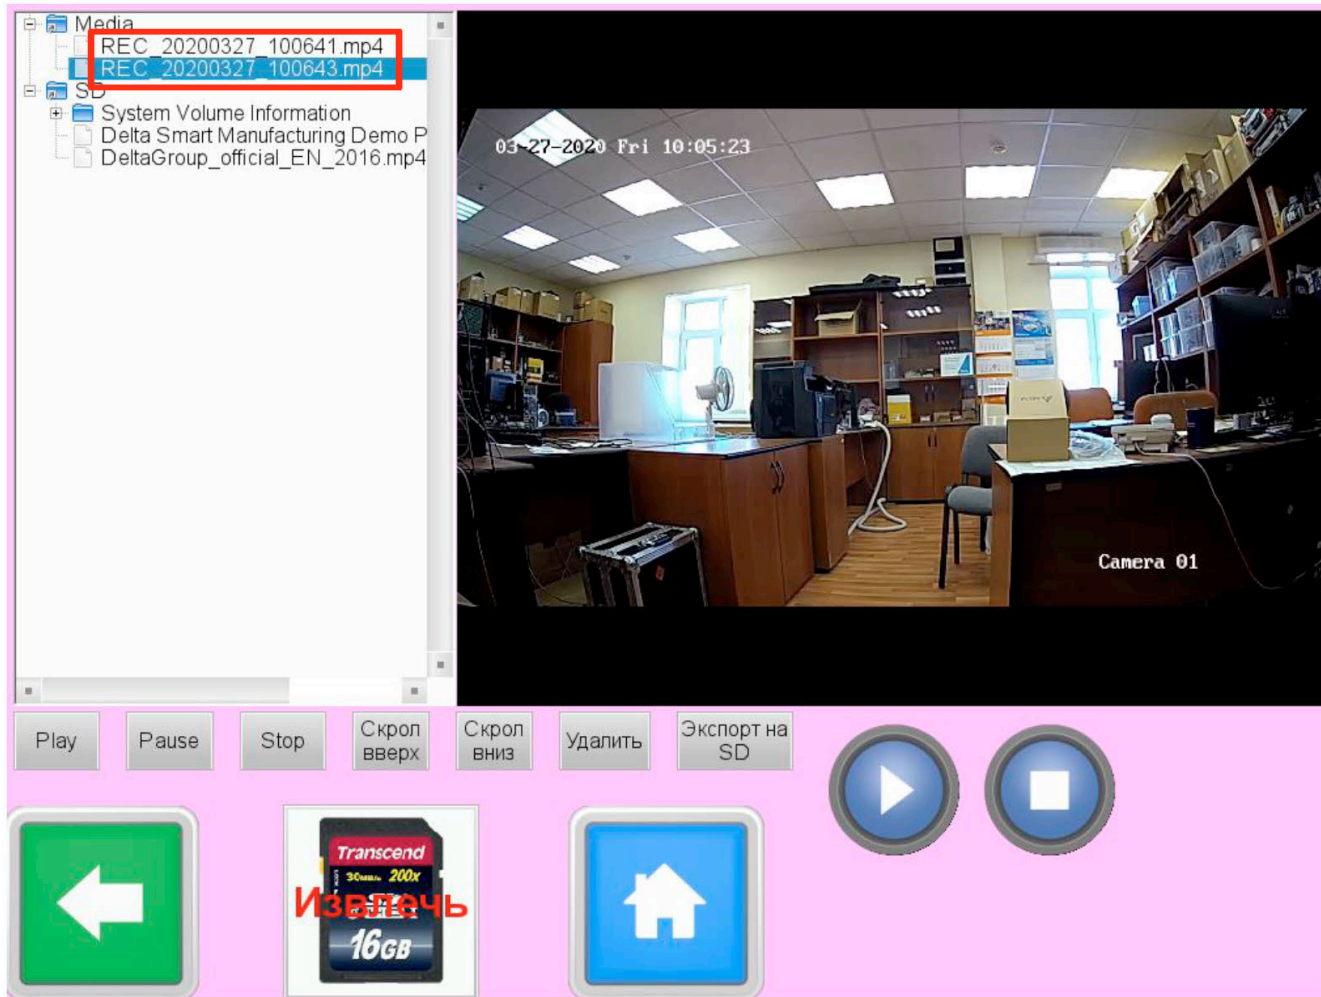 Media
REC_20200327_100641.mp4
REC_20200327_100643.mp4
SD
System Volume Information
Delta Smart Manufacturing Demo P
DeltaGroup_official_EN_2016.mp4
03-27-2020 Fri 10:05:23
Camera 01
Play
Pause
Stop
Скрол
вверх
Скрол
вниз
Удалить
Экспорт на
SD
Transcend
200x
Извлечь
16GB